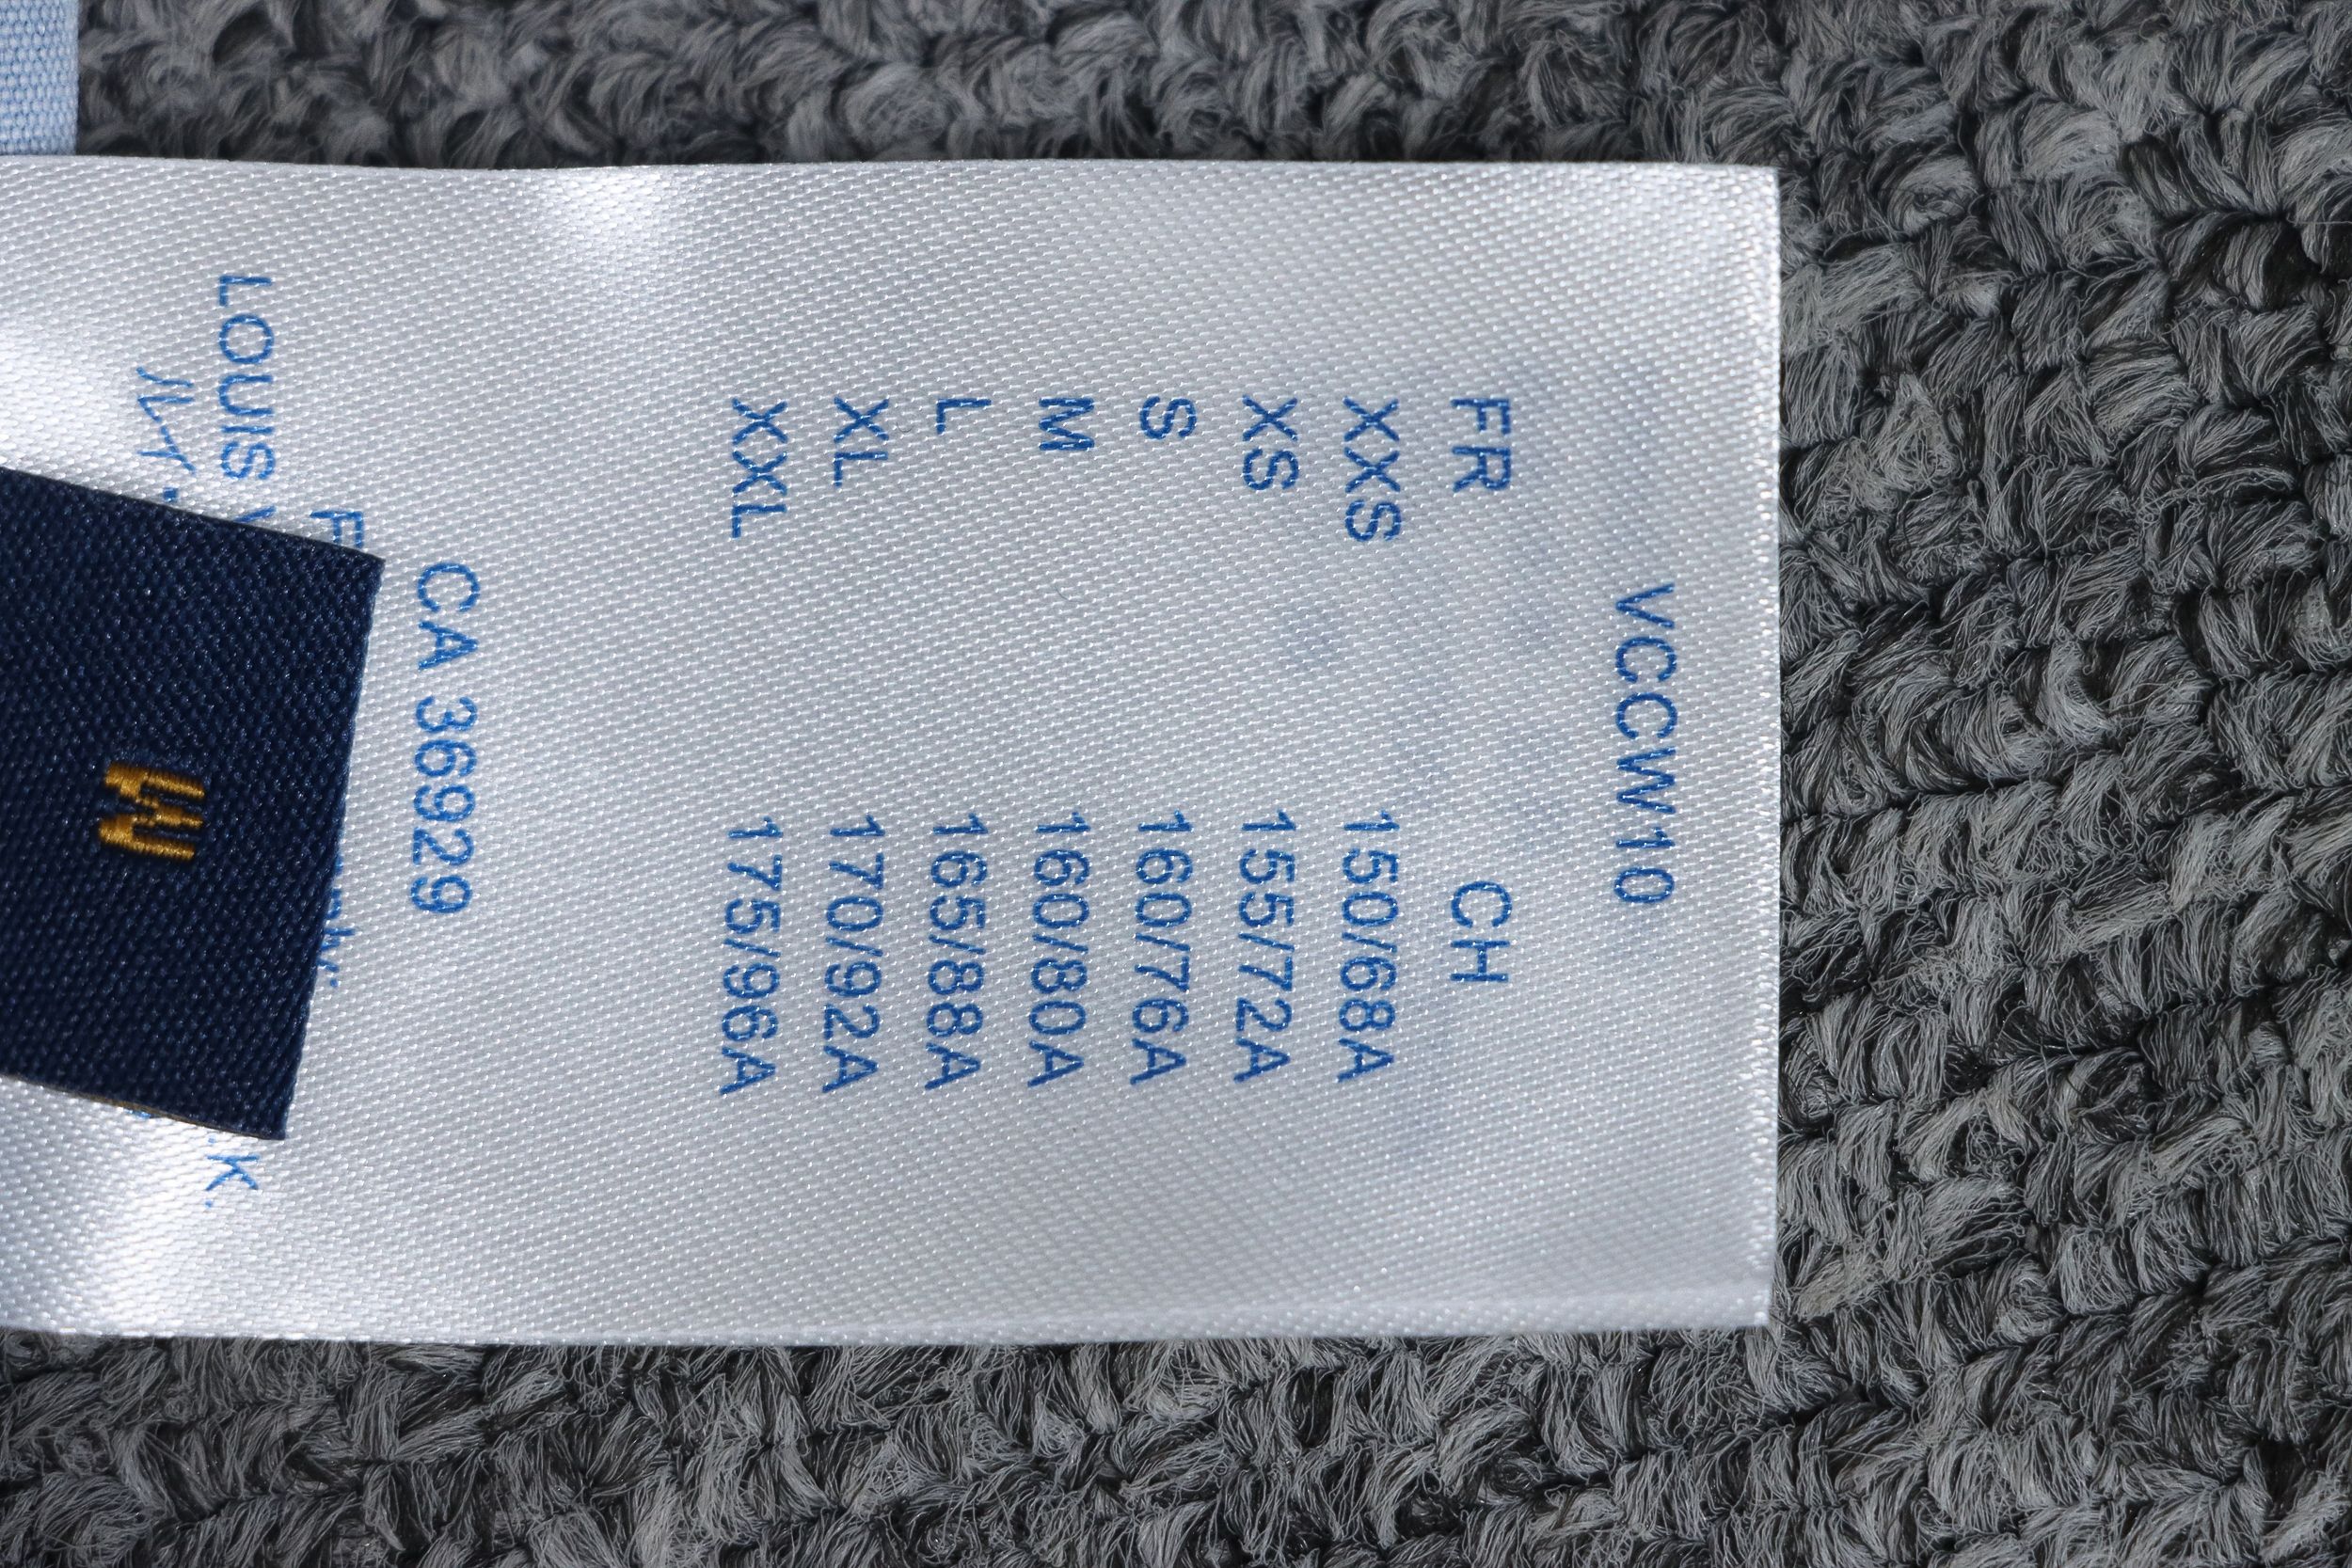 VCCCW10
FR CH
XXS 150/68A
XS 155/72A
S 160/76A
M 160/80A
L 165/88A
XL 170/92A
XXL 175/96A
CA 36929
LOUIS
M